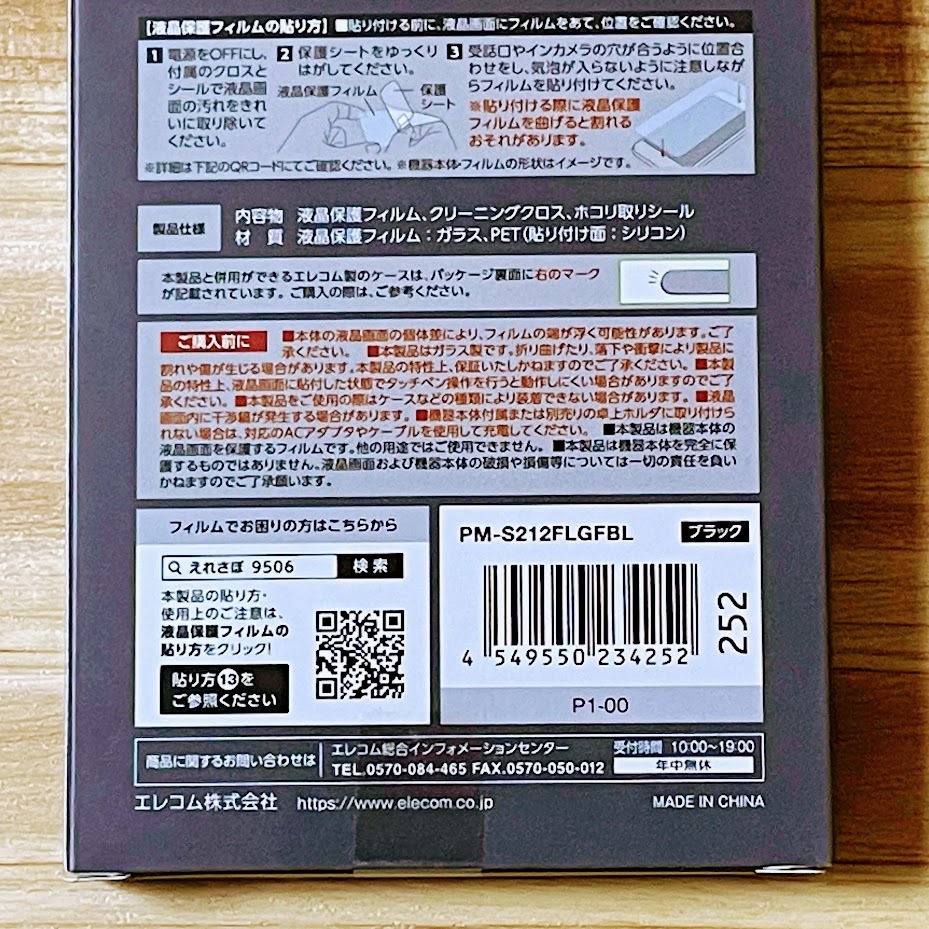 【液晶保護フィルムの貼り方】■貼り付ける前に、液晶画面にフィルムをあて、位置をご確認ください。
1 電源をOFFにし、
付属のクロスと
シールで液晶画
面の汚れをきれ
いに取り除いて
ください。
2 保護シートをゆっくり
はがしてください。
液晶保護フィルム
保護
シート
3 受話口やインカメラの穴が合うように位置合
わせをし、気泡が入らないように注意しなが
らフィルムを貼り付けてください。
※貼り付ける際に液晶保護
フィルムを曲げると割れる
おそれがあります。
※詳細は下記のQRコードにてご確認ください。※機器本体・フィルムの形状はイメージです。
製品仕様
内容物 液晶保護フィルム、クリーニングクロス、ホコリ取りシール
材 質 液晶保護フィルム：ガラス、PET(貼り付け面：シリコン)
本製品と併用ができるエレコム製のケースは、パッケージ裏面に右のマーク
が記載されています。ご購入の際は、ご参考ください。
ご購入前に ■本体の液晶画面の個体差により、フィルムの端が浮く可能性があります。ご了
承ください。 ■本製品はガラス製です。折り曲げたり、落下や衝撃により製品に
割れや傷が生じる場合があります。本製品の特性上、保証いたしかねますのでご了承ください。■本製
品の特性上、液晶画面に貼付した状態でタッチペン操作を行うと動作しにくい場合がありますのでご了
承ください。■本製品をご使用の際はケースなどの種類により装着できない場合があります。■液晶
画面内に干渉縞が発生する場合があります。■機器本体付属または別売りの卓上ホルダに取り付けら
れない場合は、対応のACアダプタやケーブルを使用して充電してください。 ■本製品は機器本体の
液晶画面を保護するフィルムです。他の用途ではご使用できません。■本製品は機器本体を完全に保
護するものではありません。液晶画面および機器本体の破損や損傷等については一切の責任を負い
かねますのでご了承願います。
フィルムでお困りの方はこちらから
えれさぽ 9506 検索
本製品の貼り方・
使用上のご注意は、
液晶保護フィルムの
貼り方をクリック!
貼り方⑬を
ご参照ください
PM-S212FLGFBL ブラック
252
4 549550 234252
P1-00
商品に関するお問い合わせは
エレコム総合インフォメーションセンター
TEL.0570-084-465 FAX.0570-050-012
受付時間 10:00～19:00
年中無休
エレコム株式会社 https://www.elecom.co.jp MADE IN CHINA